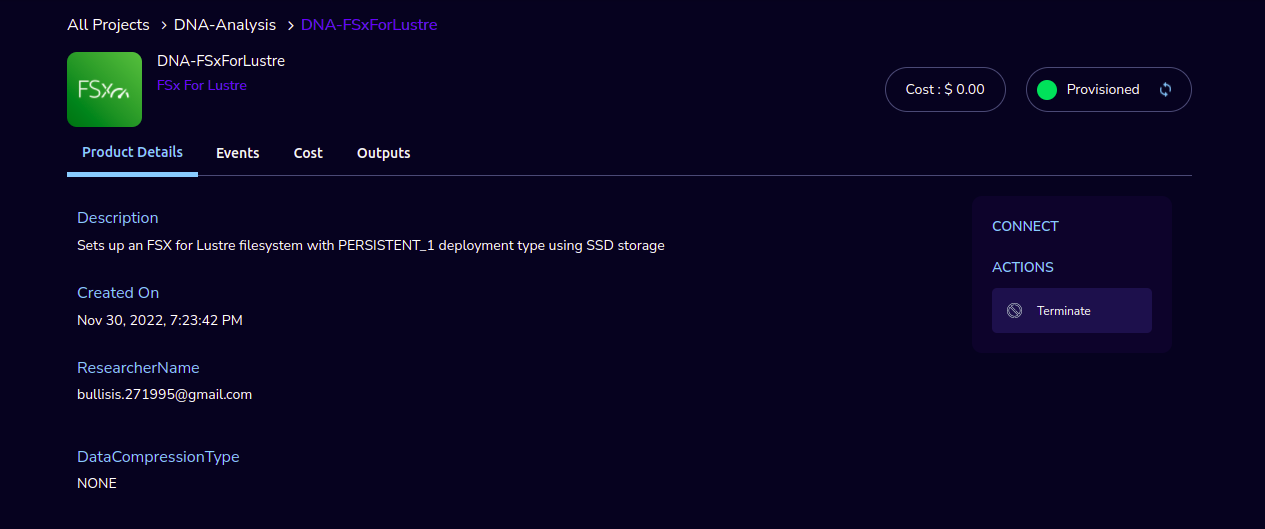 All Projects > DNA-Analysis > DNA-FSxForLustre
DNA-FSxForLustre
FSx
FSx For Lustre
Cost : $ 0.00
Provisioned
Product Details
Events
Cost
Outputs
Description
Sets up an FSX for Lustre filesystem with PERSISTENT_1 deployment type using SSD storage
Created On
Nov 30, 2022, 7:23:42 PM
ResearcherName
bullisis.271995@gmail.com
DataCompressionType
NONE
CONNECT
ACTIONS
Terminate